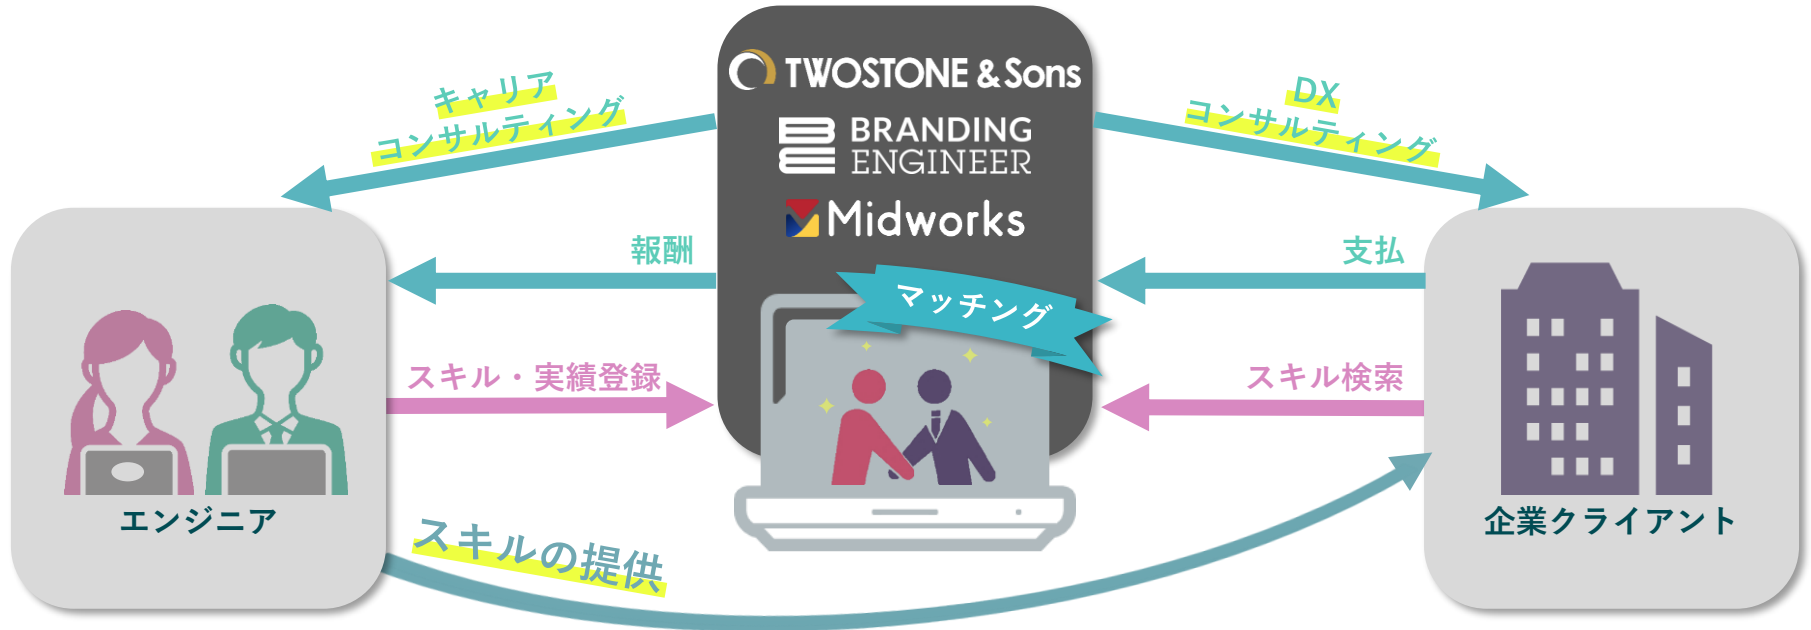 TWOSTONE & Sons
BRANDING
ENGINEER
Midworks
キャリア
コンサルティング
DX
コンサルティング
報酬
支払
マッチング
スキル・実績登録
スキル検索
エンジニア
企業クライアント
スキルの提供